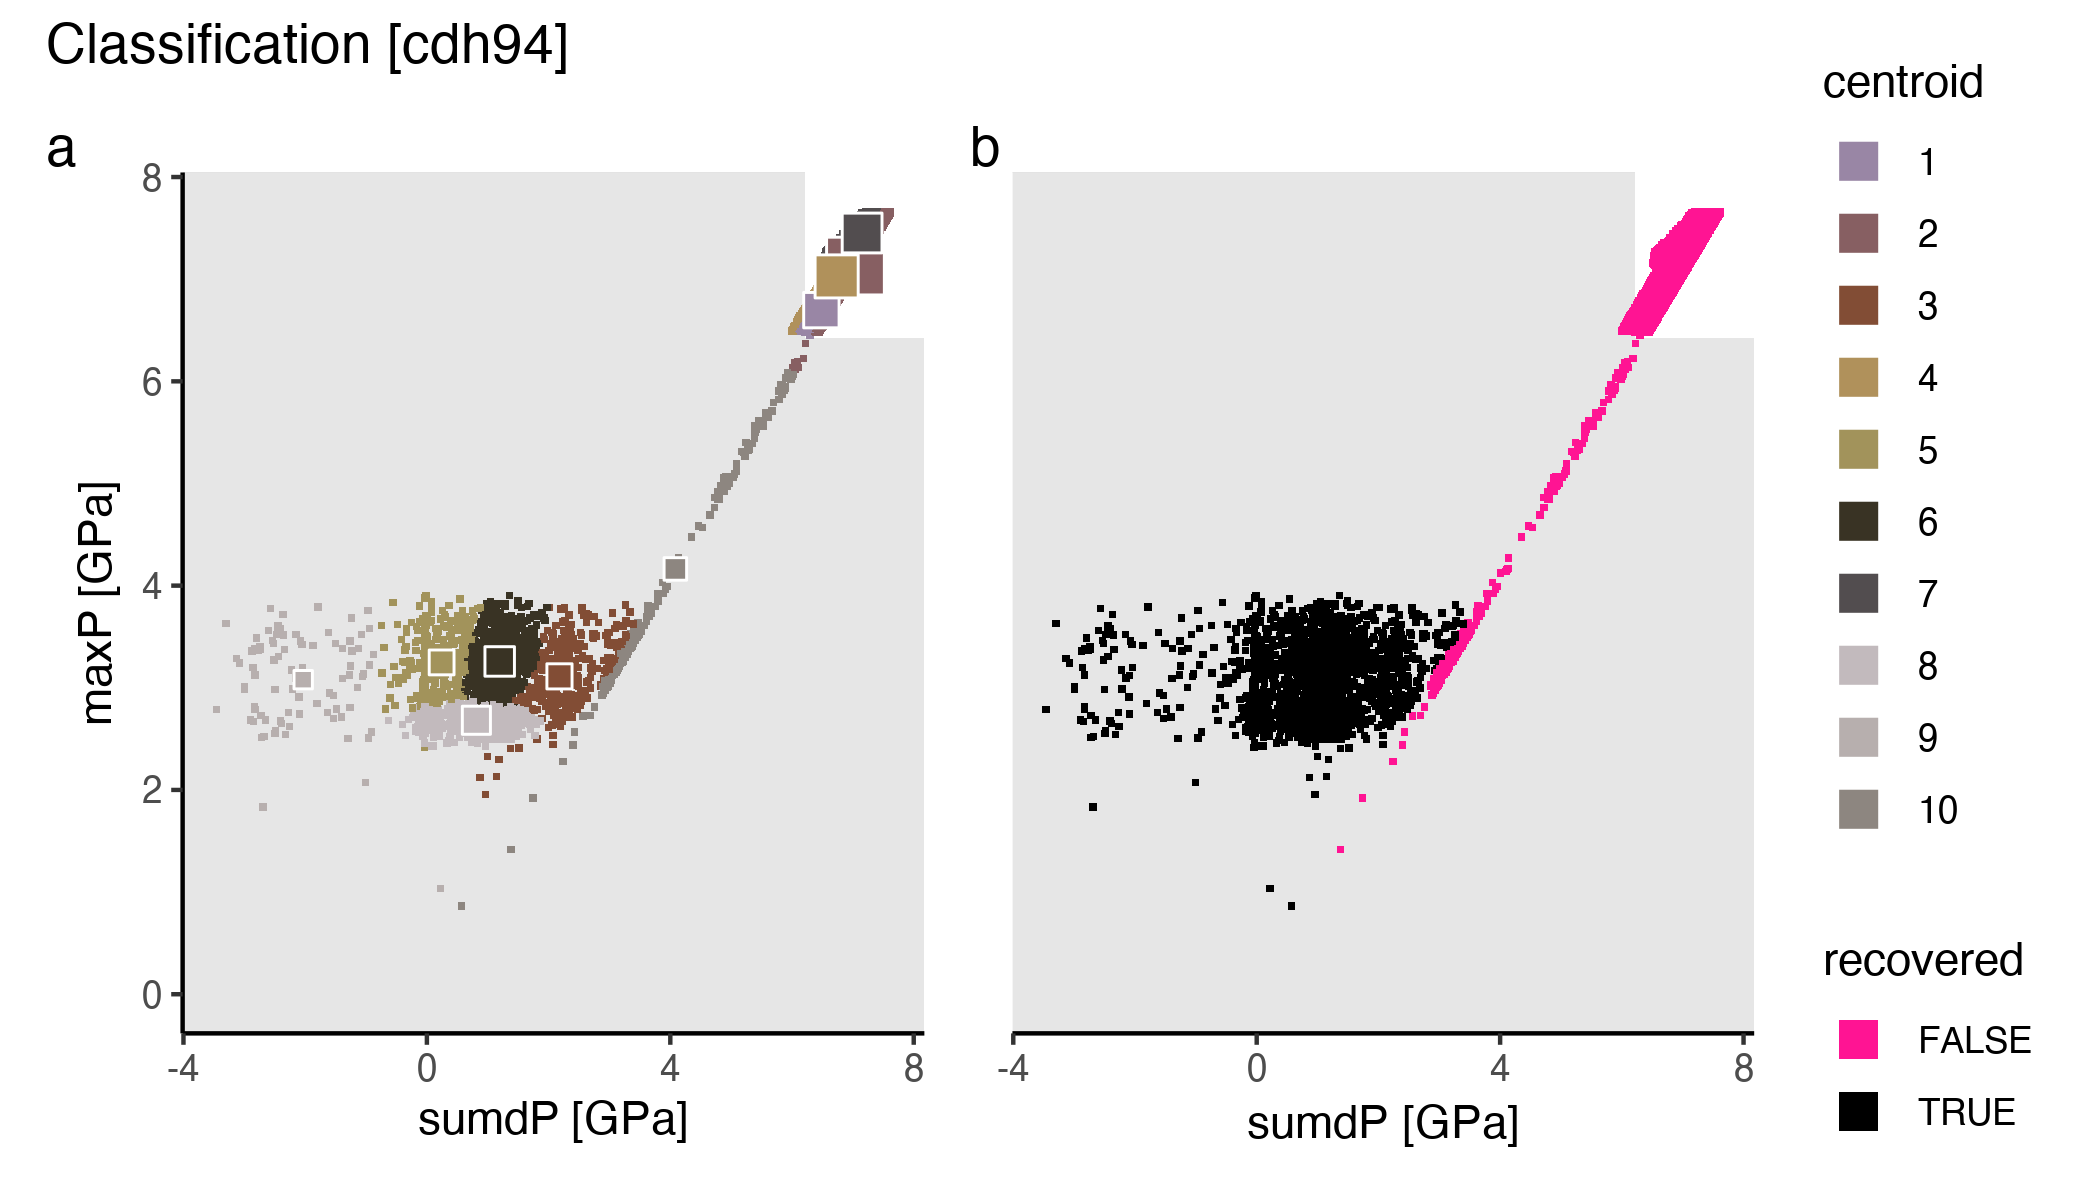 Classification [cdh94]
a
b
maxP [GPa]
8
6
4
2
0
-4 0 4 8
sumdP [GPa]
-4 0 4 8
sumdP [GPa]
centroid
1
2
3
4
5
6
7
8
9
10
recovered
FALSE
TRUE